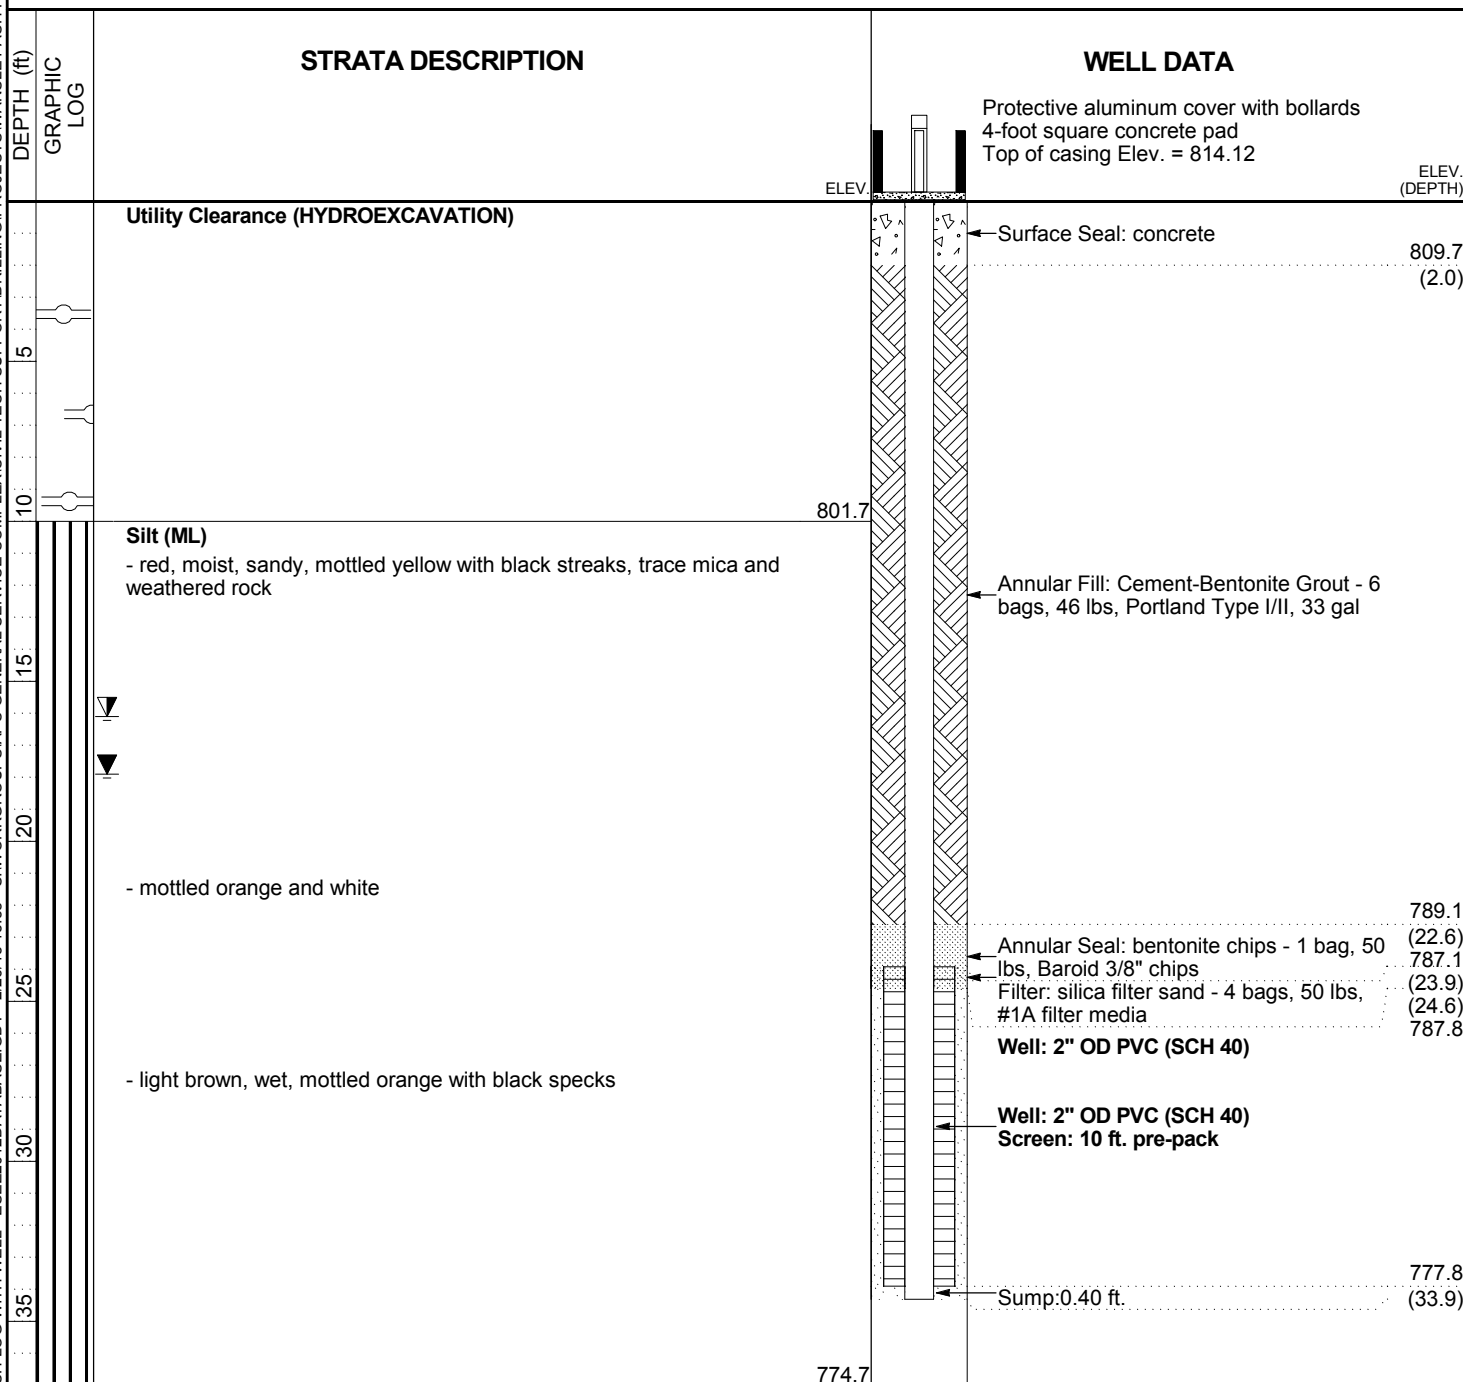 STRATA DESCRIPTION
WELL DATA
DEPTH (ft)
GRAPHIC
LOG
Protective aluminum cover with bollards
4-foot square concrete pad
Top of casing Elev. = 814.12
ELEV.
ELEV.
(DEPTH)
Utility Clearance (HYDROEXCAVATION)
Surface Seal: concrete
809.7
(2.0)
5
10
801.7
Silt (ML)
- red, moist, sandy, mottled yellow with black streaks, trace mica and
weathered rock
Annular Fill: Cement-Bentonite Grout - 6
bags, 46 lbs, Portland Type I/II, 33 gal
15
20
- mottled orange and white
789.1
(22.6)
Annular Seal: bentonite chips - 1 bag, 50
lbs, Baroid 3/8" chips
787.1
(23.9)
Filter: silica filter sand - 4 bags, 50 lbs,
#1A filter media
(24.6)
787.8
25
Well: 2" OD PVC (SCH 40)
- light brown, wet, mottled orange with black specks
Well: 2" OD PVC (SCH 40)
Screen: 10 ft. pre-pack
30
777.8
(33.9)
Sump:0.40 ft.
35
774.7